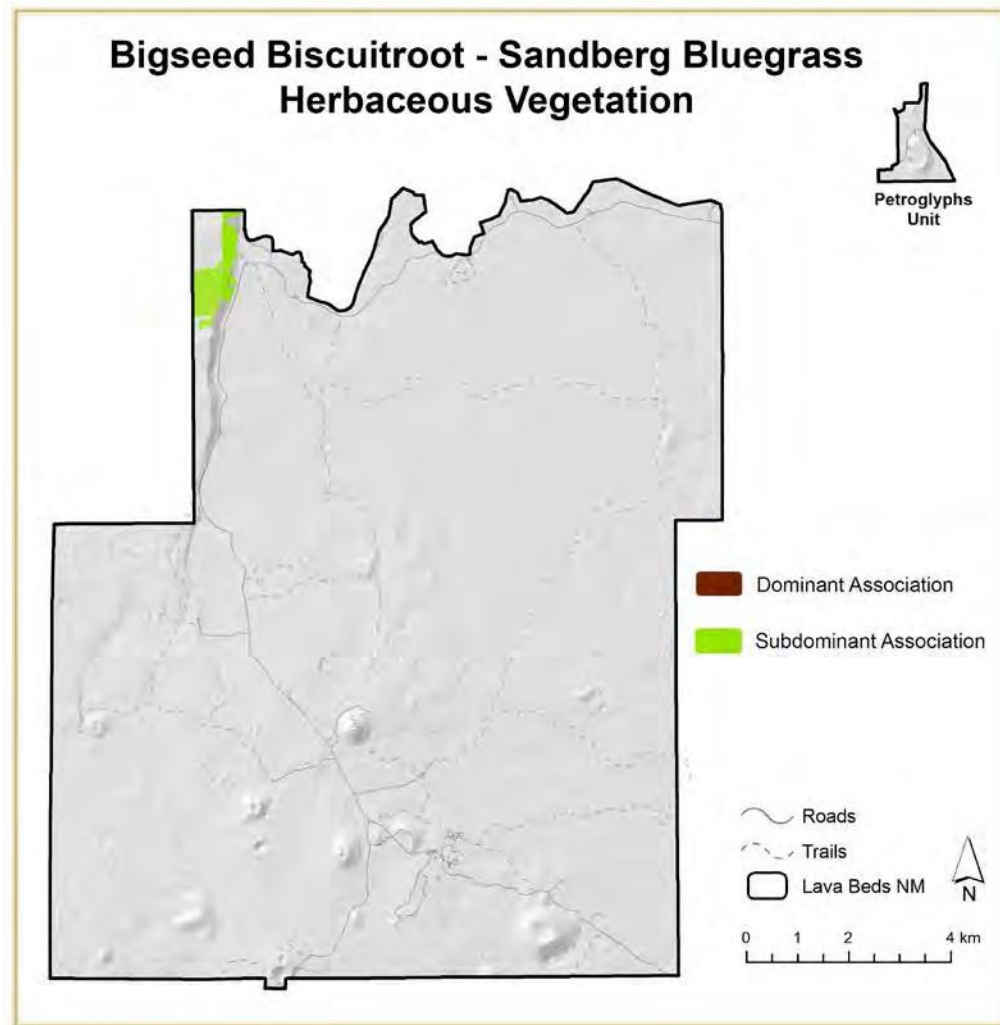 Bigseed Biscuitroot - Sandberg Bluegrass
Herbaceous Vegetation
Petroglyphs
Unit
Dominant Association
Subdominant Association
Roads
Trails
Lava Beds NM
N
0 1 2 4 km